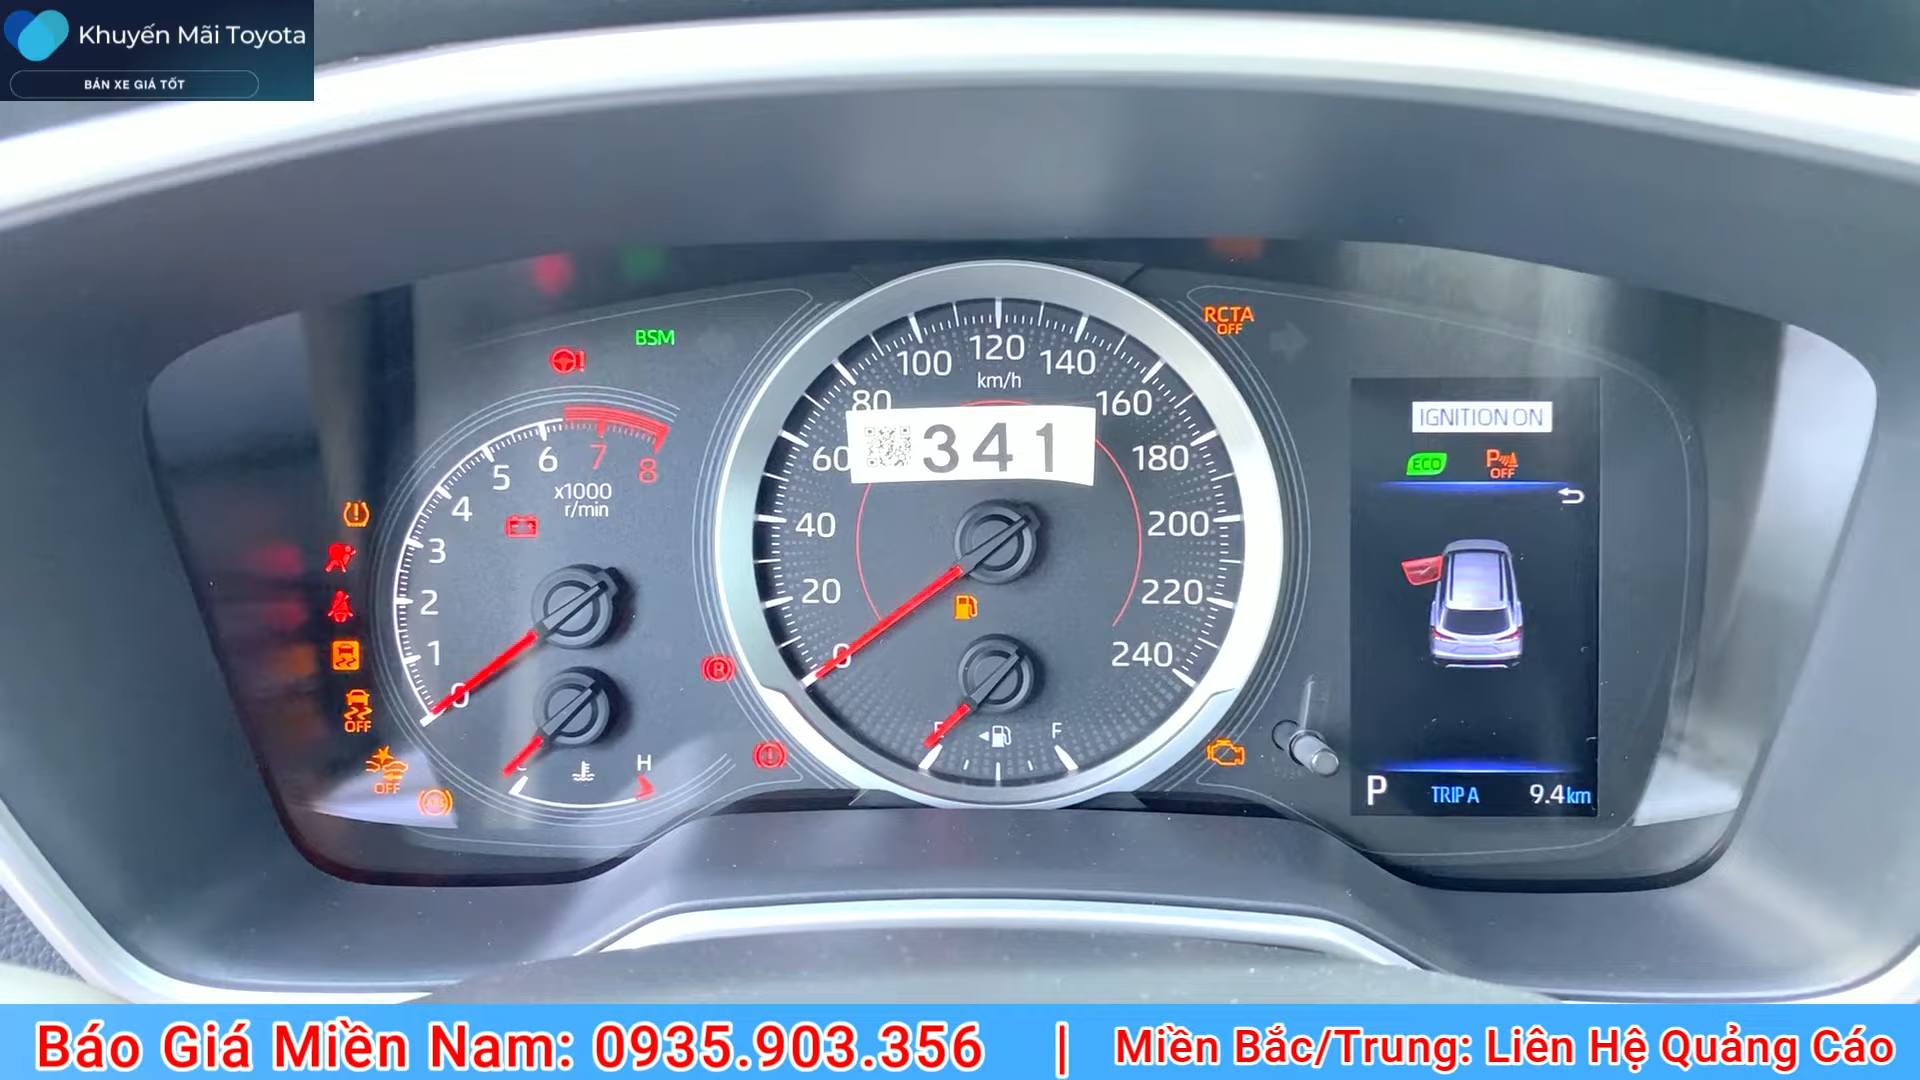 Khuyến Mãi Toyota
BÁN XE GIÁ TỐT
BSM
RCTA
OFF
0
1
2
3
4
5
6
7
8
x1000
r/min
0
20
40
60
80
100
120
140
160
180
200
220
240
km/h
341
IGNITION ON
ECO
P
OFF
OFF
OFF
ABS
P
H
F
P TRIP A 9.4 km
Báo Giá Miền Nam: 0935.903.356 | Miền Bắc/Trung: Liên Hệ Quảng Cáo